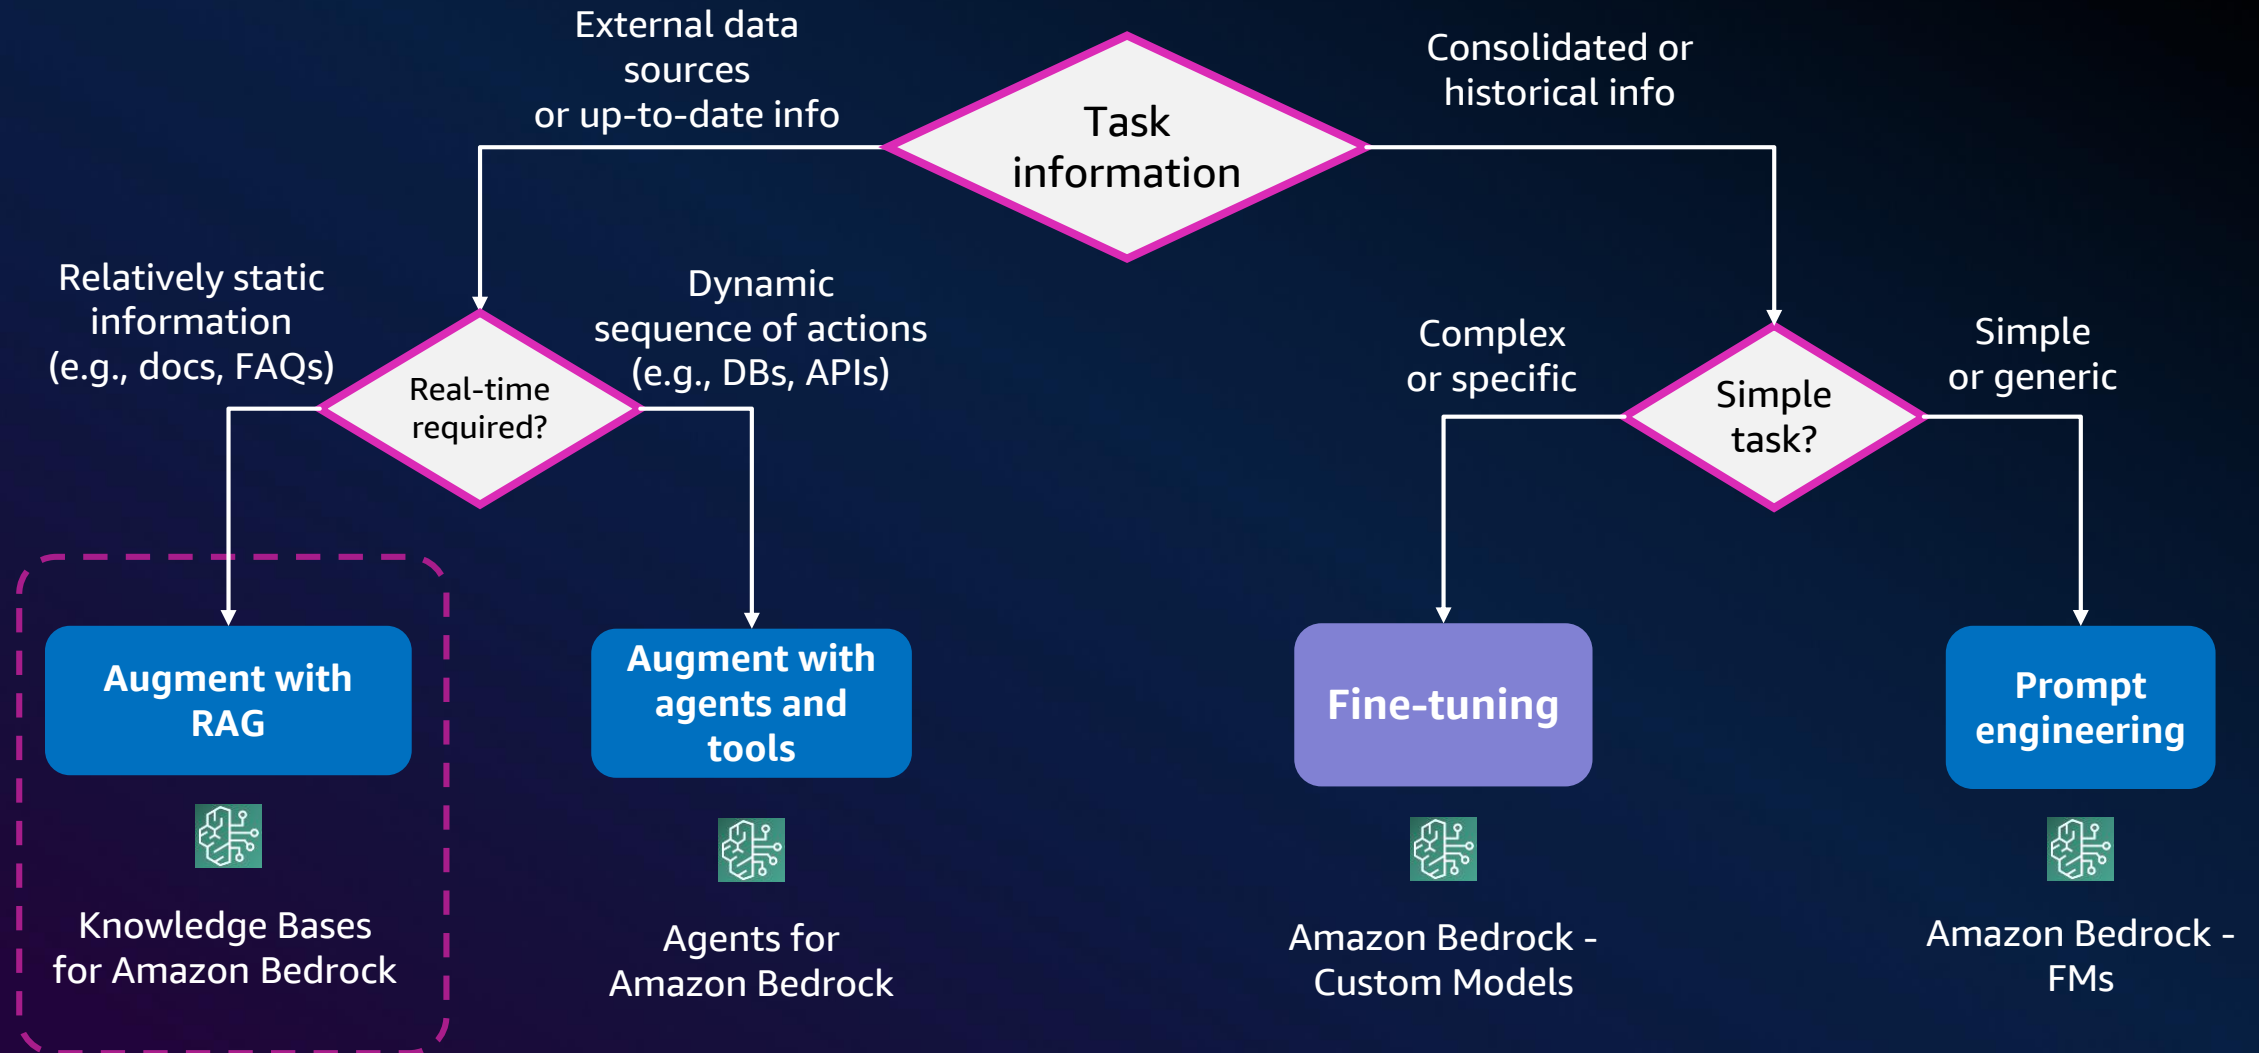 External data
sources
or up-to-date info
Task
information
Consolidated or
historical info
Relatively static
information
(e.g., docs, FAQs)
Real-time
required?
Dynamic
sequence of actions
(e.g., DBs, APIs)
Complex
or specific
Simple
task?
Simple
or generic
Augment with
RAG
Augment with
agents and
tools
Fine-tuning
Prompt
engineering
Knowledge Bases
for Amazon Bedrock
Agents for
Amazon Bedrock
Amazon Bedrock -
Custom Models
Amazon Bedrock -
FMs